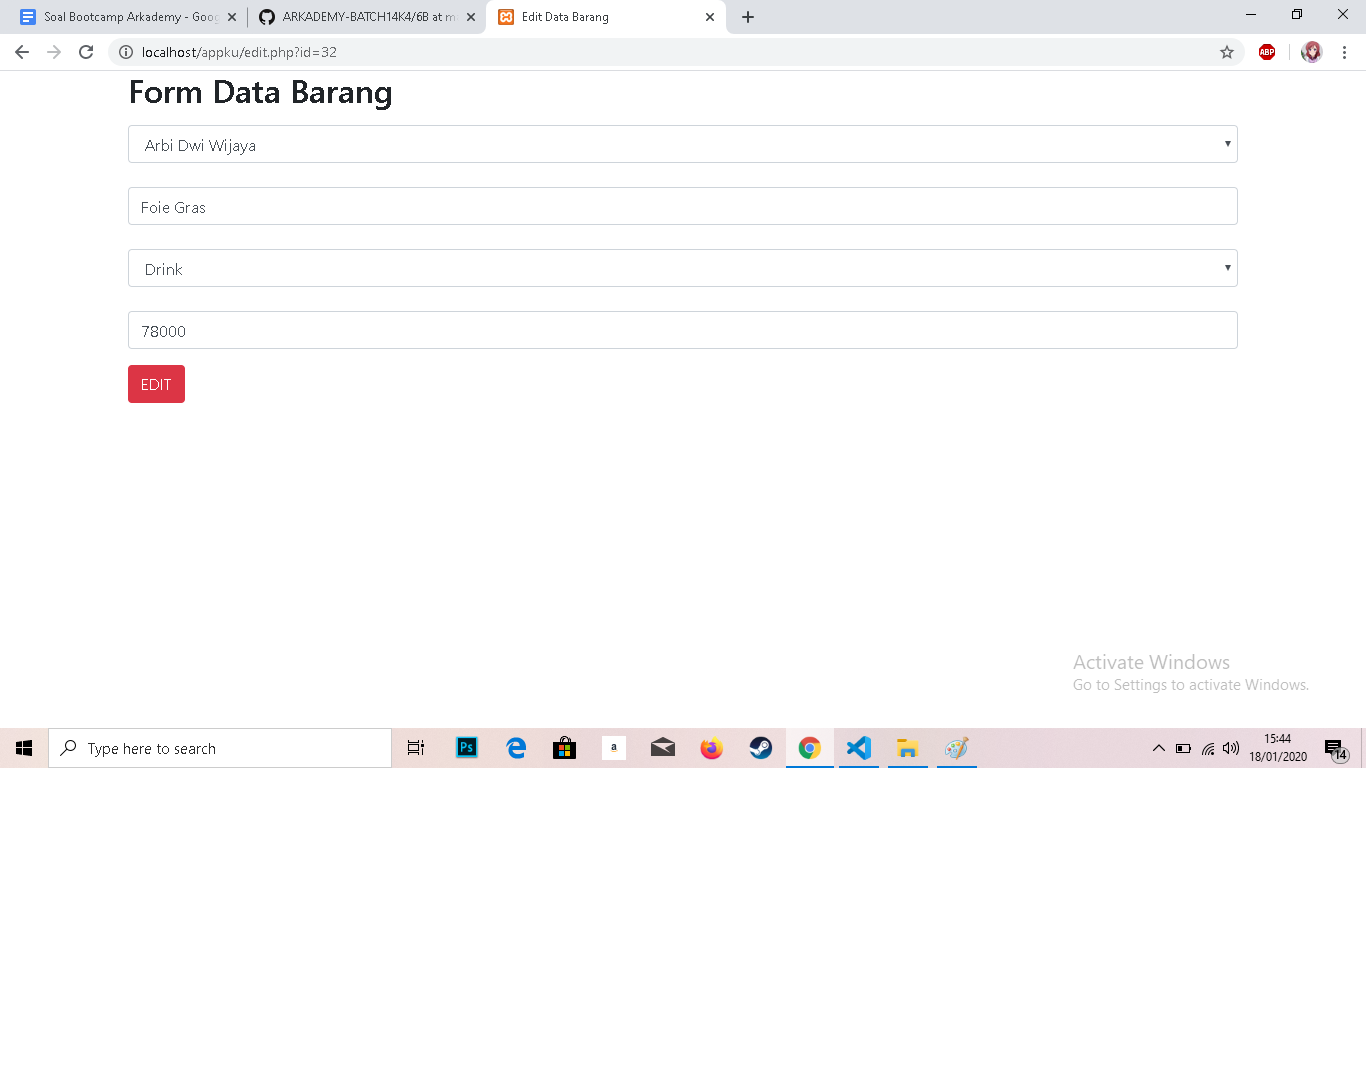 Soal Bootcamp Arkademy - Goog
ARKADEMY-BATCH14K4/6B at m
Edit Data Barang
localhost/appku/edit.php?id=32
ABP
Form Data Barang
Arbi Dwi Wijaya
Foie Gras
Drink
78000
EDIT
Activate Windows
Go to Settings to activate Windows.
Type here to search
Ps
a
15:44
18/01/2020
14